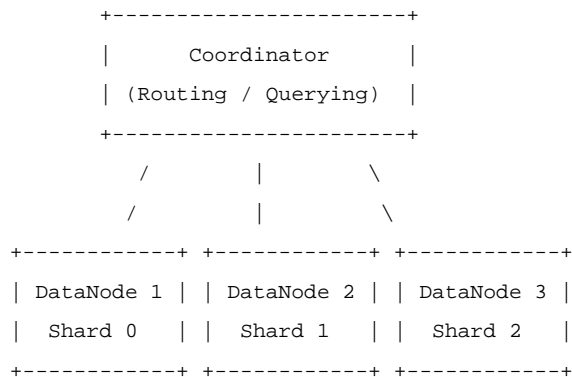 Coordinator
(Routing / Querying)
DataNode 1 DataNode 2 DataNode 3
Shard 0 Shard 1 Shard 2